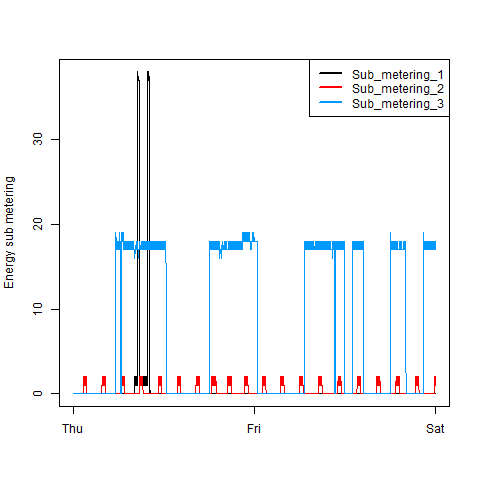 Sub_metering_1
Sub_metering_2
Sub_metering_3
Energy sub metering
30
20
10
0
Thu Fri Sat